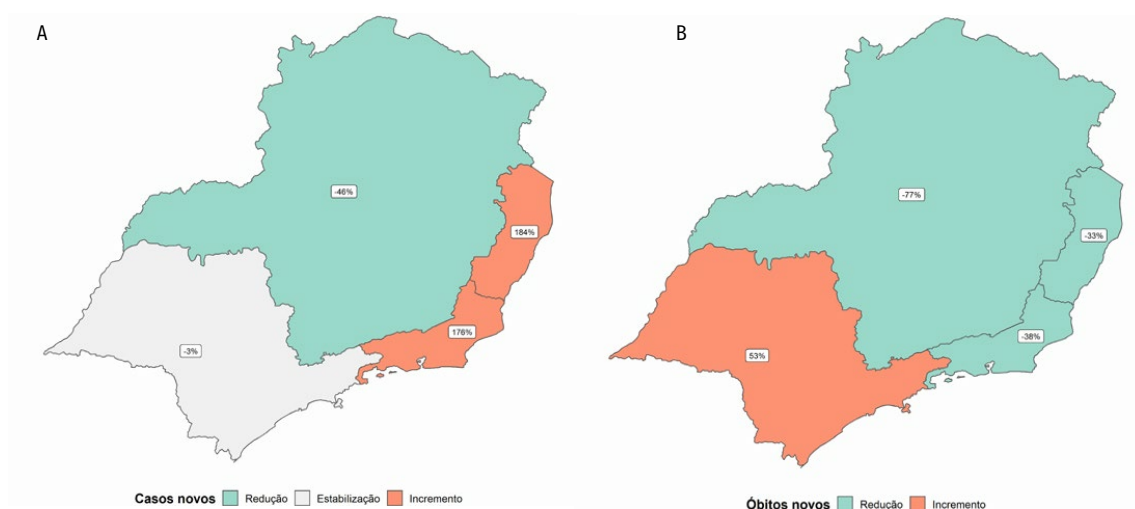 A
-46%
184%
176%
-3%
Casos novos Redução Estabilização Incremento
B
-77%
-33%
-38%
53%
Óbitos novos Redução Incremento